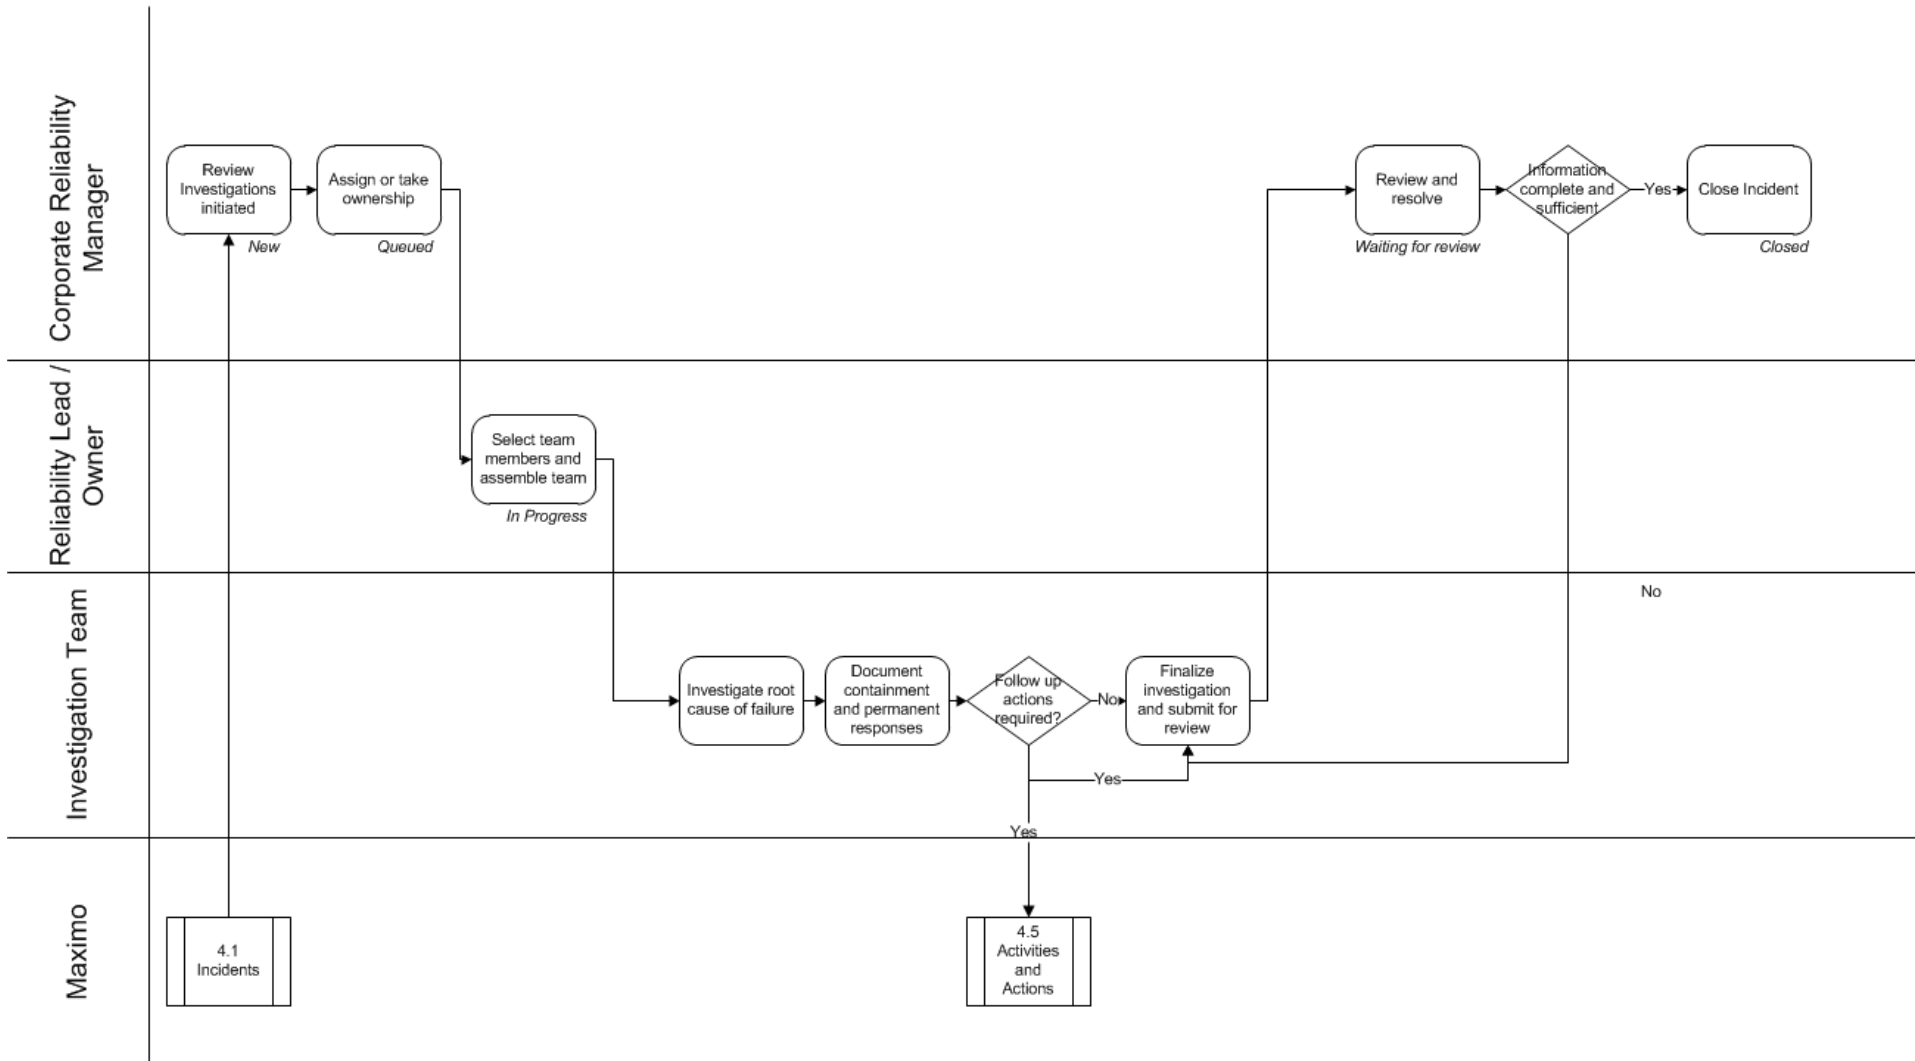 Corporate Reliability
Manager
Review
Investigations
initiated
New
Assign or take
ownership
Queued
Review and
resolve
Waiting for review
Information
complete and
sufficient
Yes
Close Incident
Closed
Reliability Lead /
Owner
Select team
members and
assemble team
In Progress
Investigation Team
No
Investigate root
cause of failure
Document
containment
and permanent
responses
Follow up
actions
required?
No
Finalize
investigation
and submit for
review
Yes
Yes
Maximo
4.1
Incidents
4.5
Activities
and
Actions